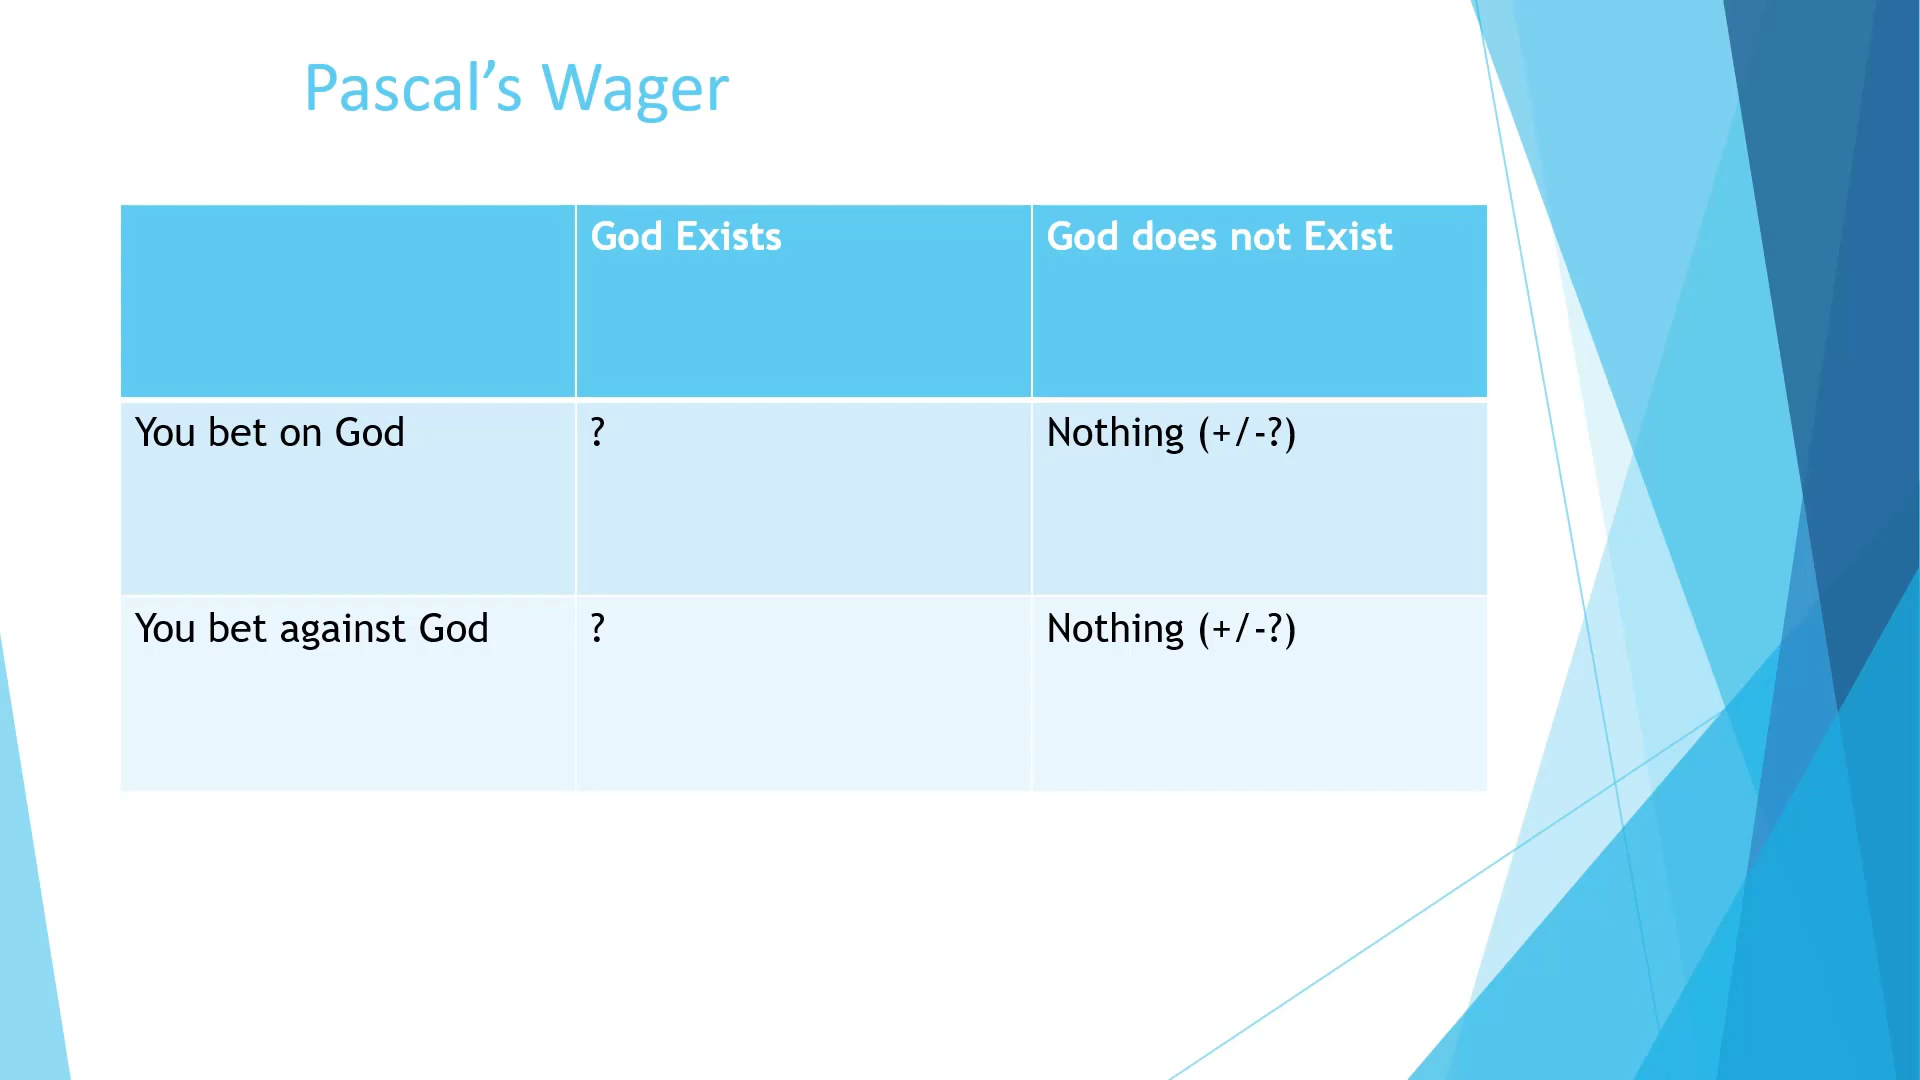 Pascal’s Wager
God Exists
God does not Exist
You bet on God
?
Nothing (+/-?)
You bet against God
?
Nothing (+/-?)